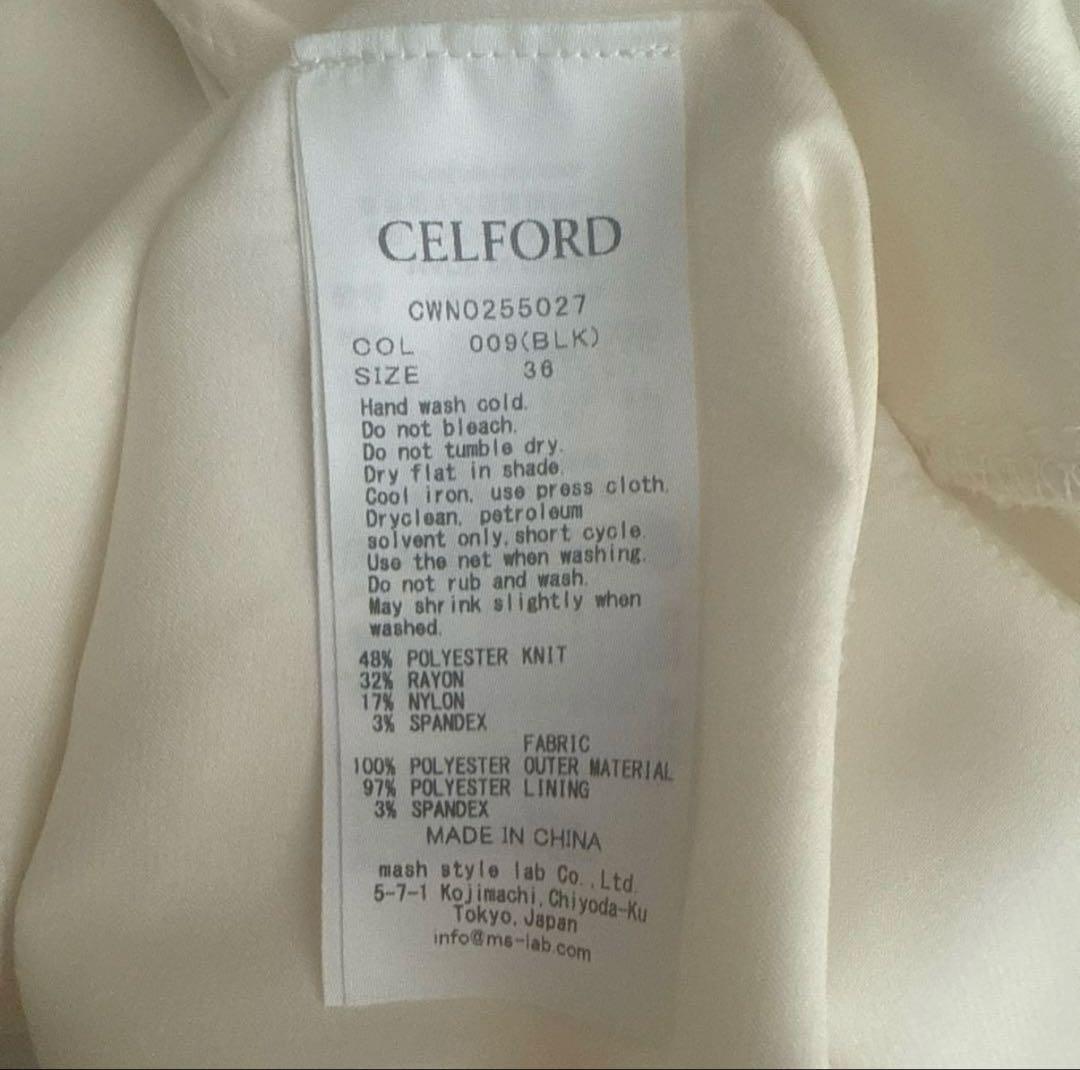 CELFORD
CWNO255027
COL 009(BLK)
SIZE 36
Hand wash cold.
Do not bleach.
Do not tumble dry.
Dry flat in shade.
Cool iron, use press cloth.
Dryclean, petroleum
solvent only,short cycle.
Use the net when washing.
Do not rub and wash.
May shrink slightly when
washed.
48% POLYESTER KNIT
32% RAYON
17% NYLON
3% SPANDEX
FABRIC
100% POLYESTER OUTER MATERIAL
97% POLYESTER LINING
3% SPANDEX
MADE IN CHINA
mash style lab Co.,Ltd.
5-7-1 Kojimachi,Chiyoda-Ku
Tokyo,Japan
info@ms-lab.com